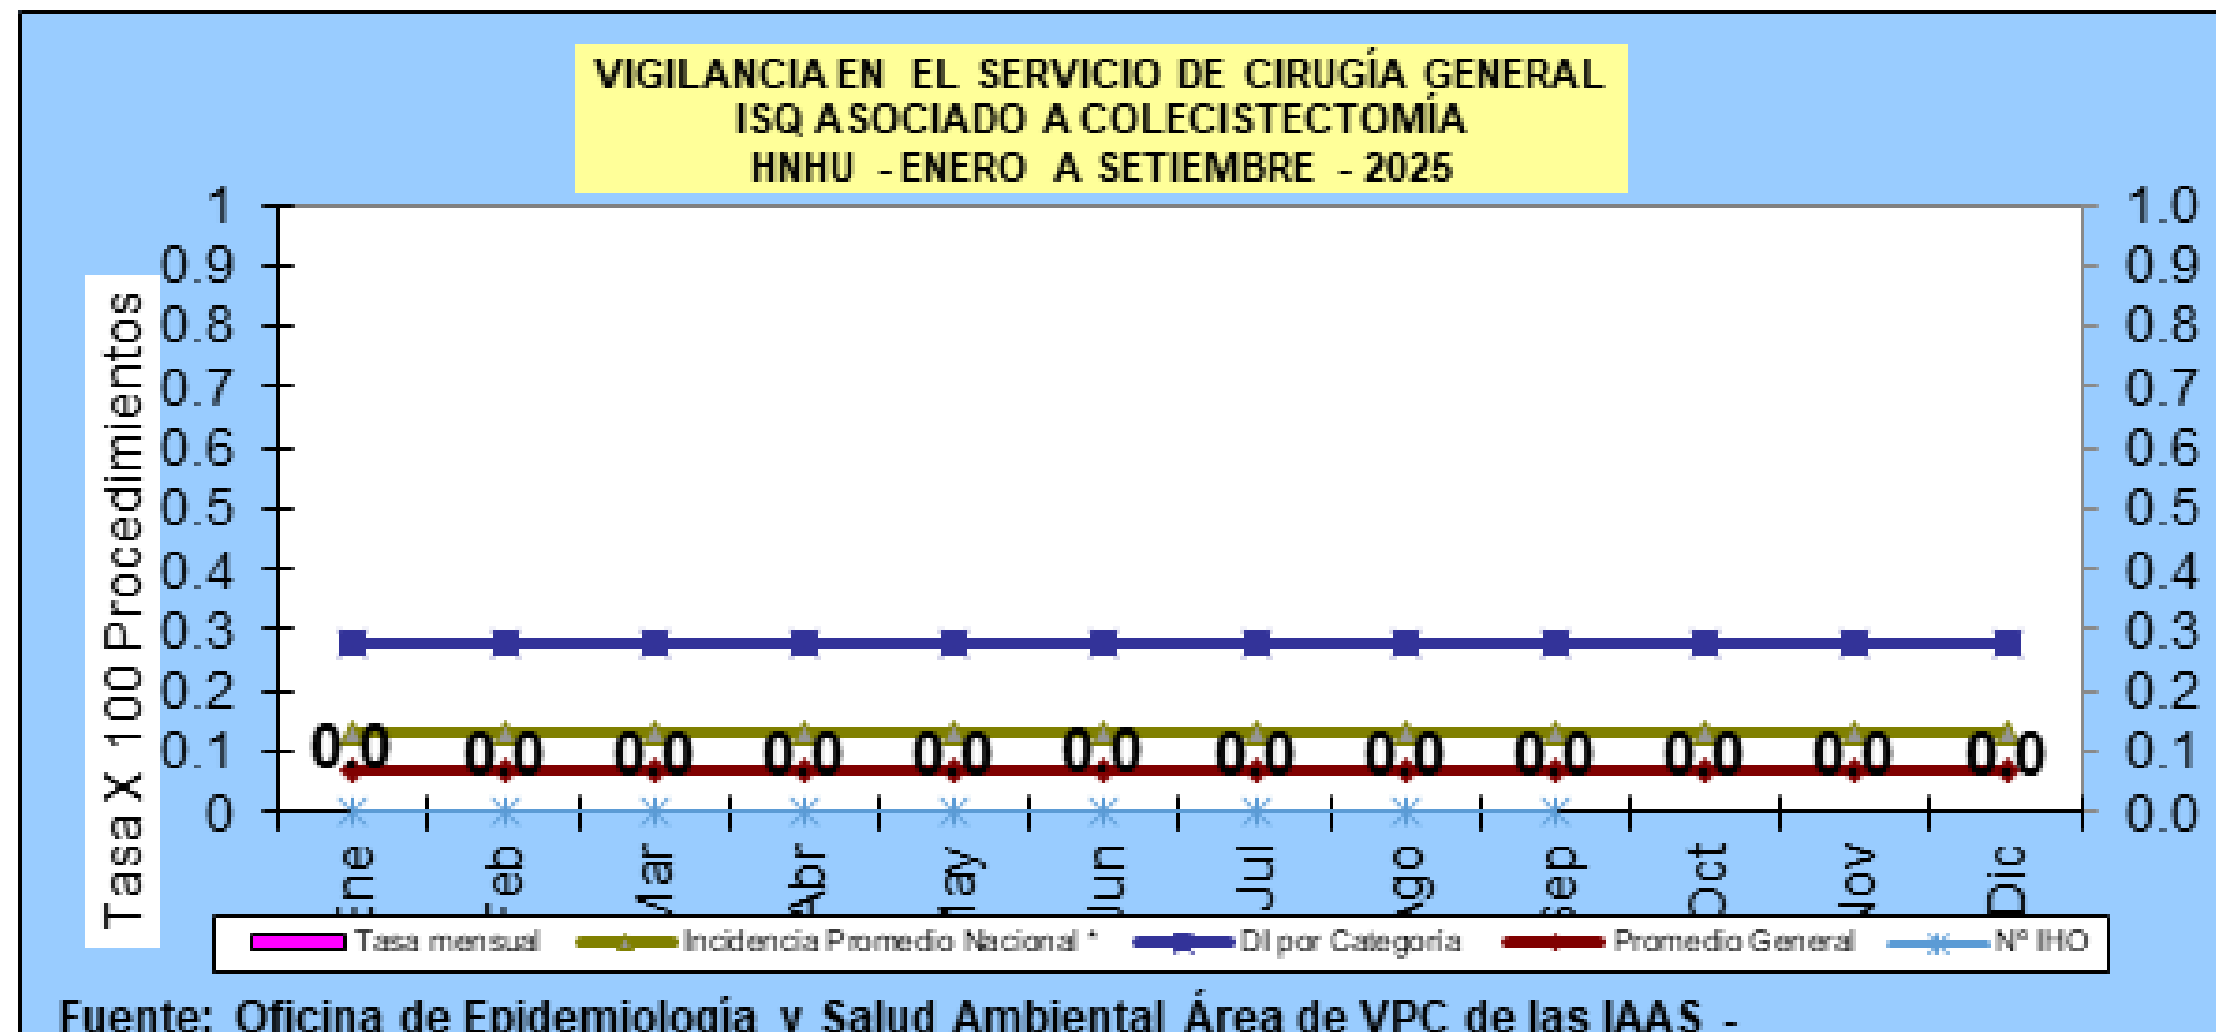 VIGILANCIA EN EL SERVICIO DE CIRUGÍA GENERAL
ISQ ASOCIADO A COLECISTECTOMÍA
HNHU - ENERO A SETIEMBRE - 2025
Tasa X 100 Procedimientos
1
0.9
0.8
0.7
0.6
0.5
0.4
0.3
0.2
0.1
0
1.0
0.9
0.8
0.7
0.6
0.5
0.4
0.3
0.2
0.1
0.0
0.0 0.0 0.0 0.0 0.0 0.0 0.0 0.0 0.0 0.0 0.0 0.0
Ene Feb Mar Abr May Jun Jul Ago Sep Oct Nov Dic
Tasa mensual Incidencia Promedio Nacional * DI por Categoría Promedio General Nº IHO
Fuente: Oficina de Epidemiología y Salud Ambiental Área de VPC de las IAAS -